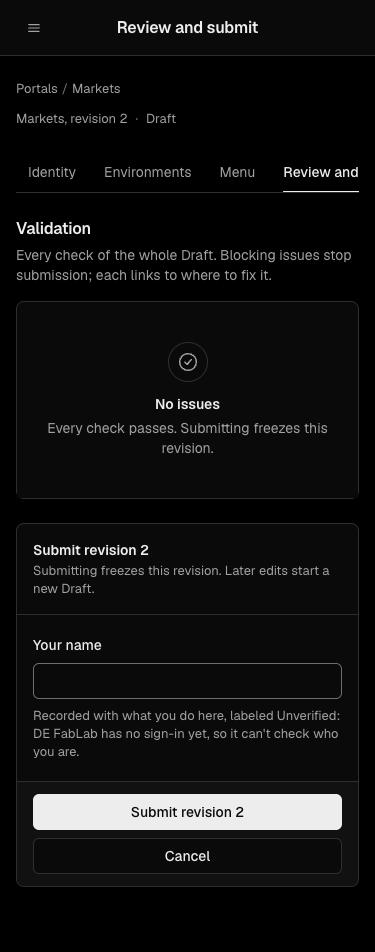 Review and submit
Portals / Markets
Markets, revision 2 · Draft
Identity Environments Menu Review and
Validation
Every check of the whole Draft. Blocking issues stop
submission; each links to where to fix it.
No issues
Every check passes. Submitting freezes this
revision.
Submit revision 2
Submitting freezes this revision. Later edits start a
new Draft.
Your name
Recorded with what you do here, labeled Unverified:
DE FabLab has no sign-in yet, so it can't check who
you are.
Submit revision 2
Cancel